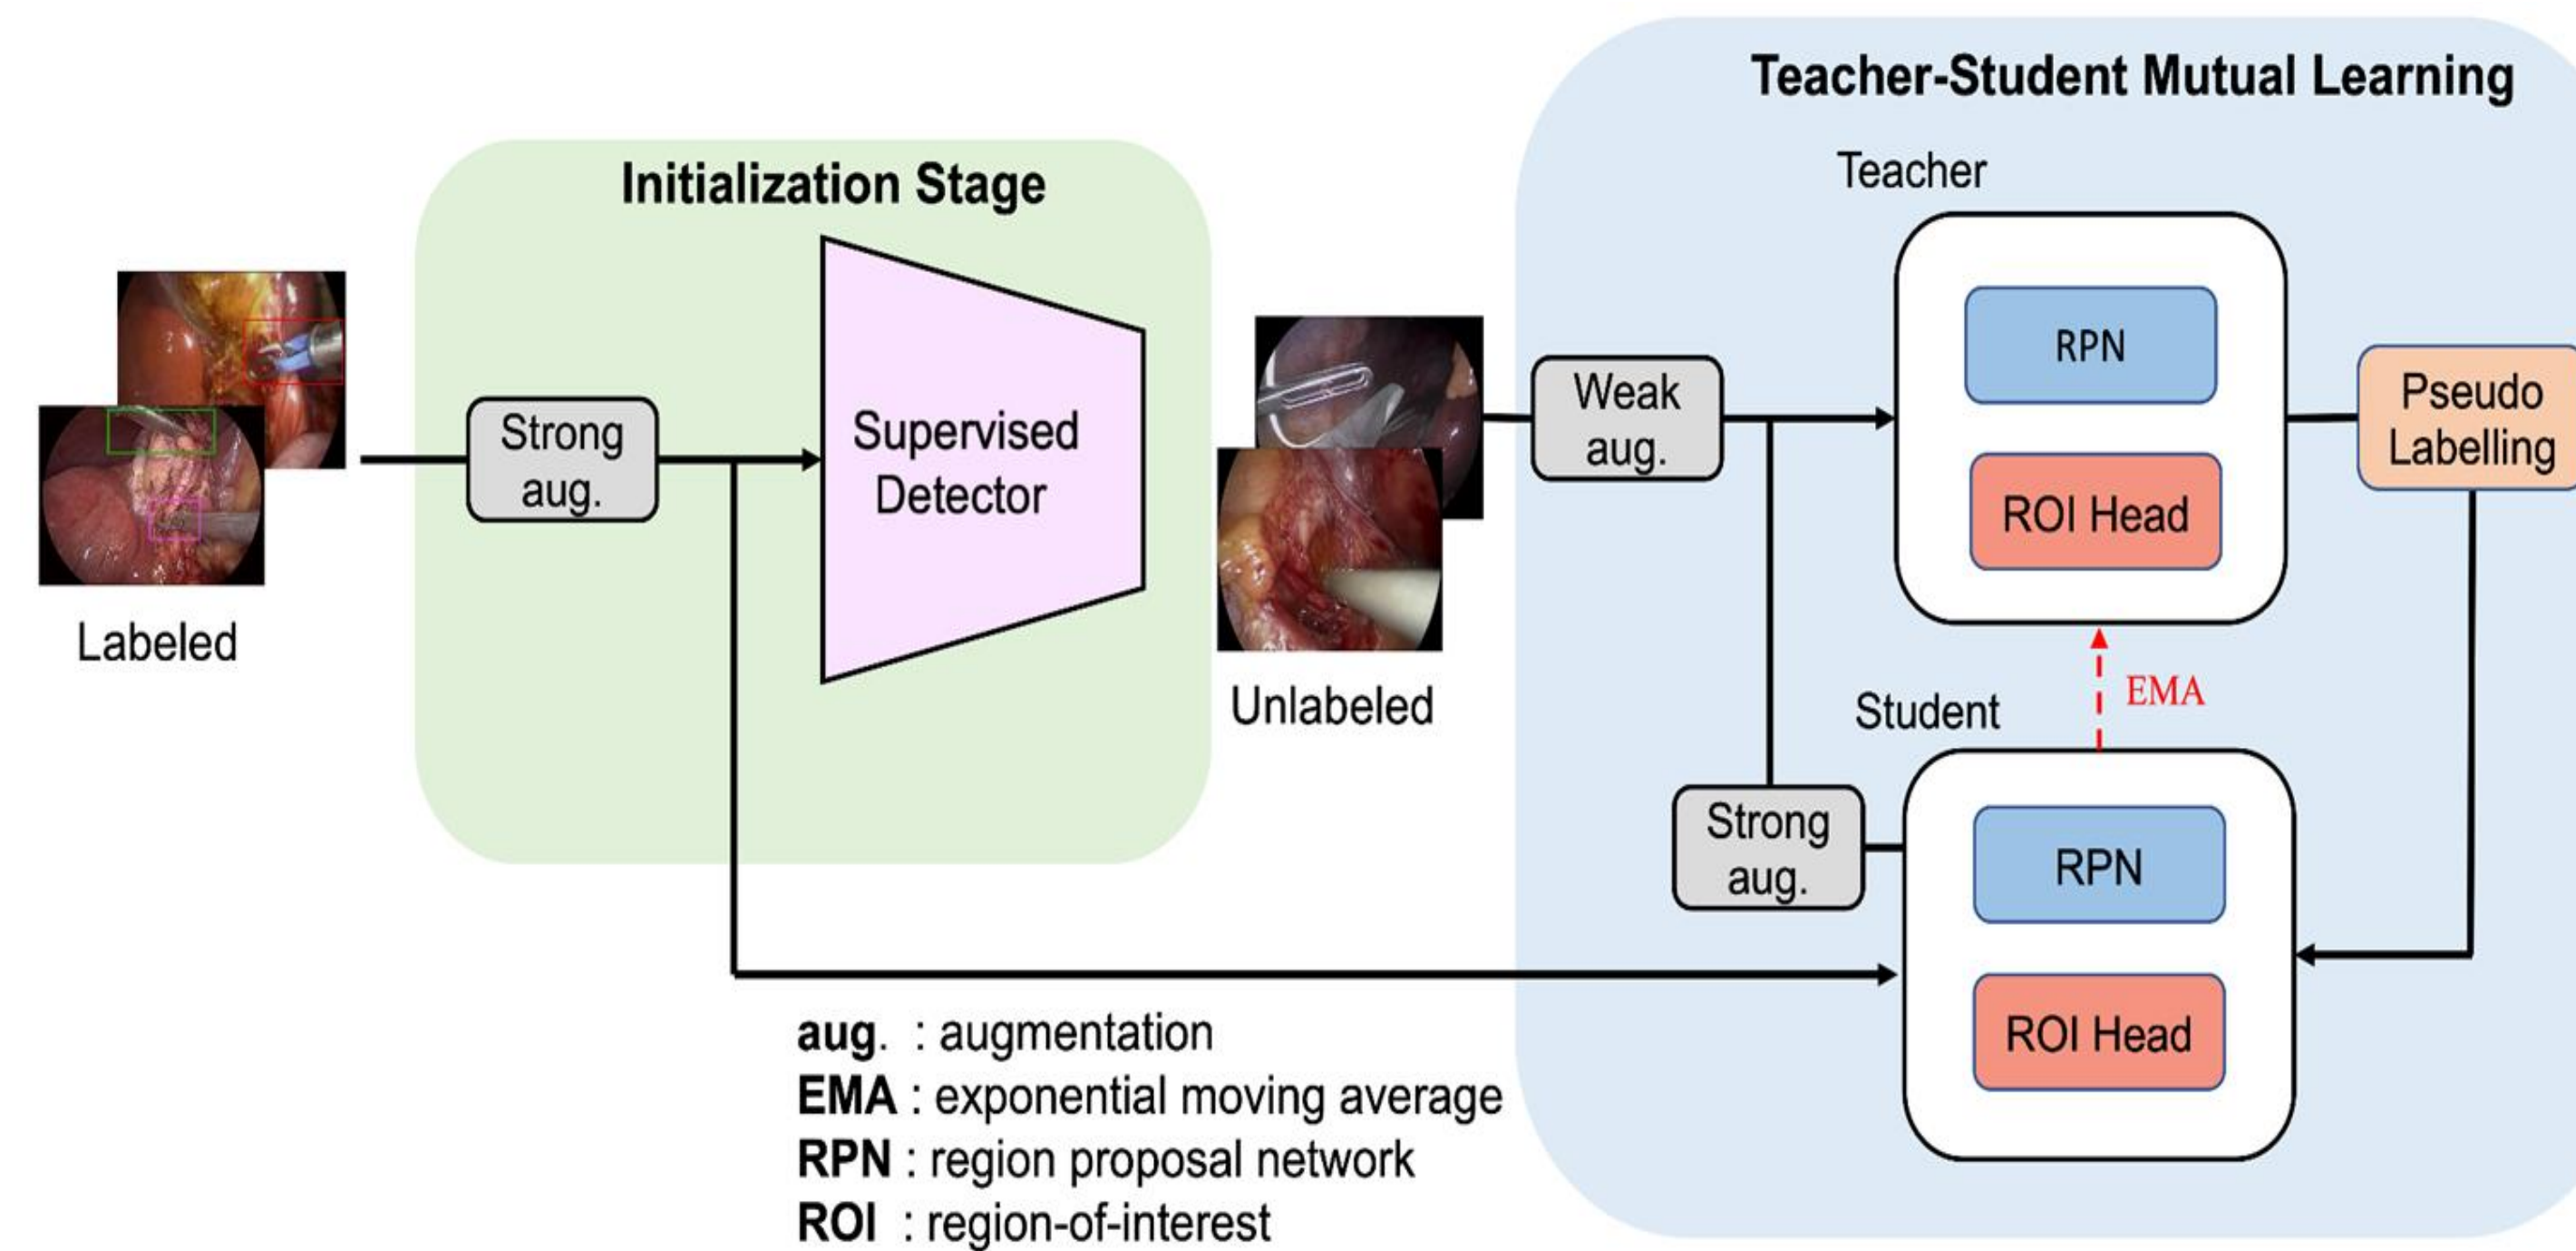 Teacher-Student Mutual Learning
Initialization Stage
Teacher
Strong
aug.
Supervised
Detector
Labeled
Unlabeled
Weak
aug.
RPN
ROI Head
Pseudo
Labelling
EMA
Student
Strong
aug.
RPN
ROI Head
aug. : augmentation
EMA : exponential moving average
RPN : region proposal network
ROI : region-of-interest